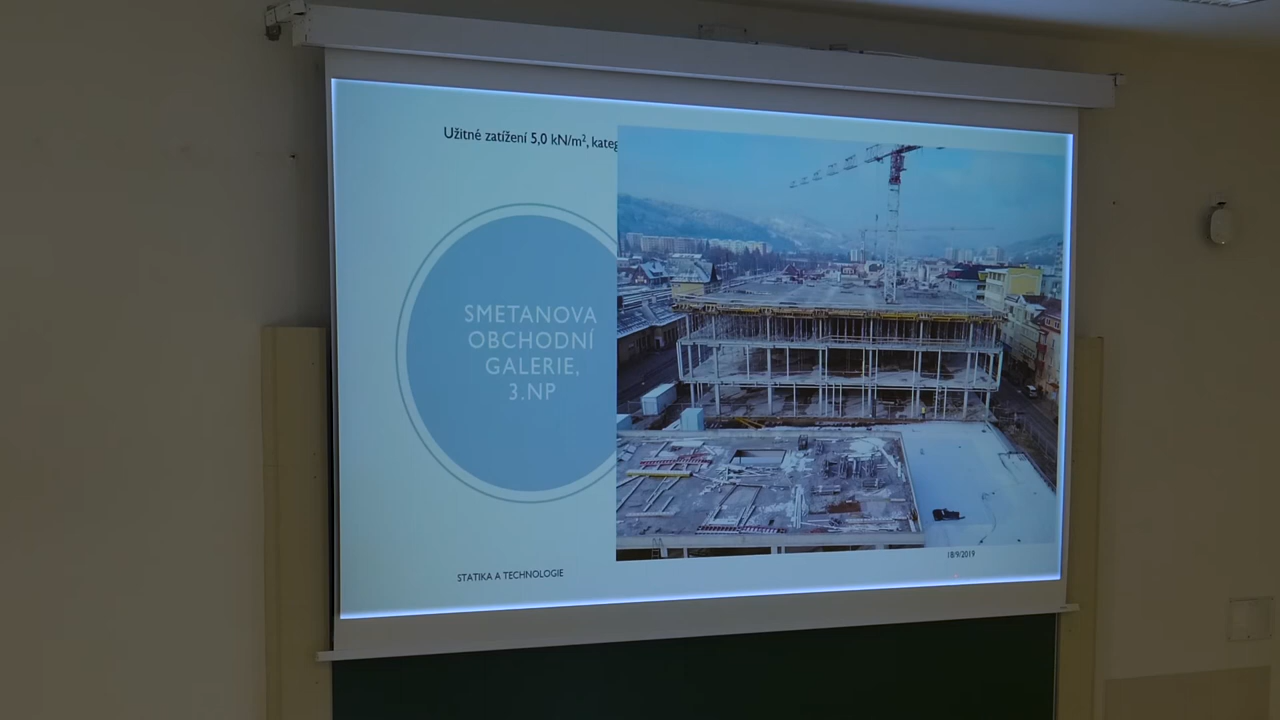 Užitné zatížení 5,0 kN/m², kateg
SMETANOVA
OBCHODNÍ
GALERIE,
3.NP
18/9/2019
STATIKA A TECHNOLOGIE